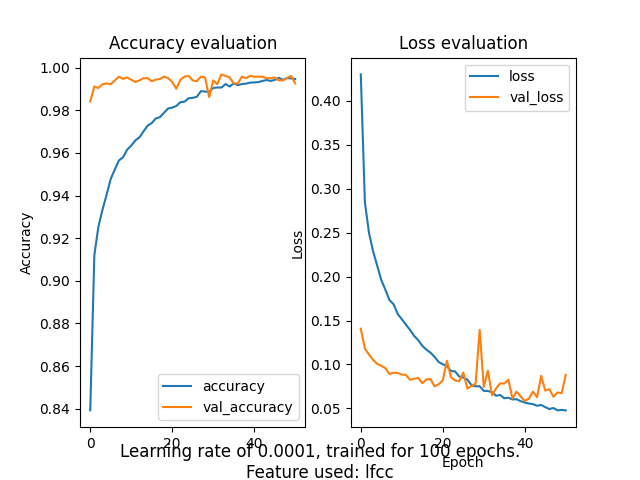 Accuracy evaluation
1.00
0.98
0.96
0.94
0.92
0.90
0.88
0.86
0.84
Accuracy
accuracy
val_accuracy
0 20 40
Loss evaluation
0.40
0.35
0.30
0.25
0.20
0.15
0.10
0.05
Loss
loss
val_loss
0 20 40
Epoch
Learning rate of 0.0001, trained for 100 epochs.
Feature used: lfcc